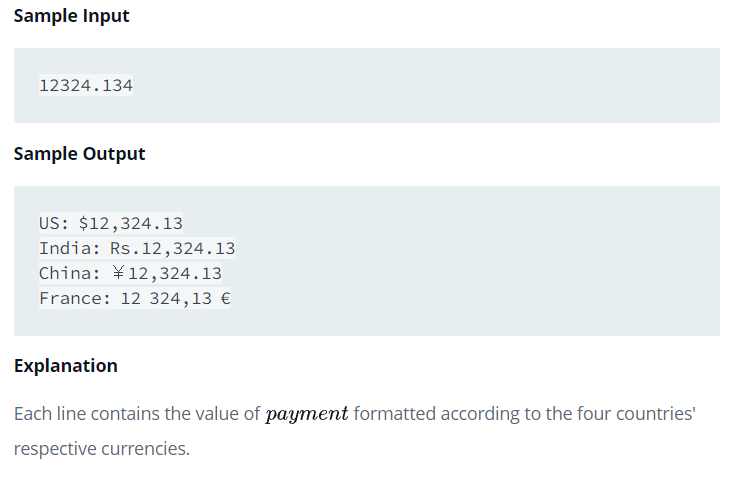 Sample Input
12324.134
Sample Output
US: $12,324.13
India: Rs.12,324.13
China: ¥12,324.13
France: 12 324,13 €
Explanation
Each line contains the value of payment formatted according to the four countries'
respective currencies.